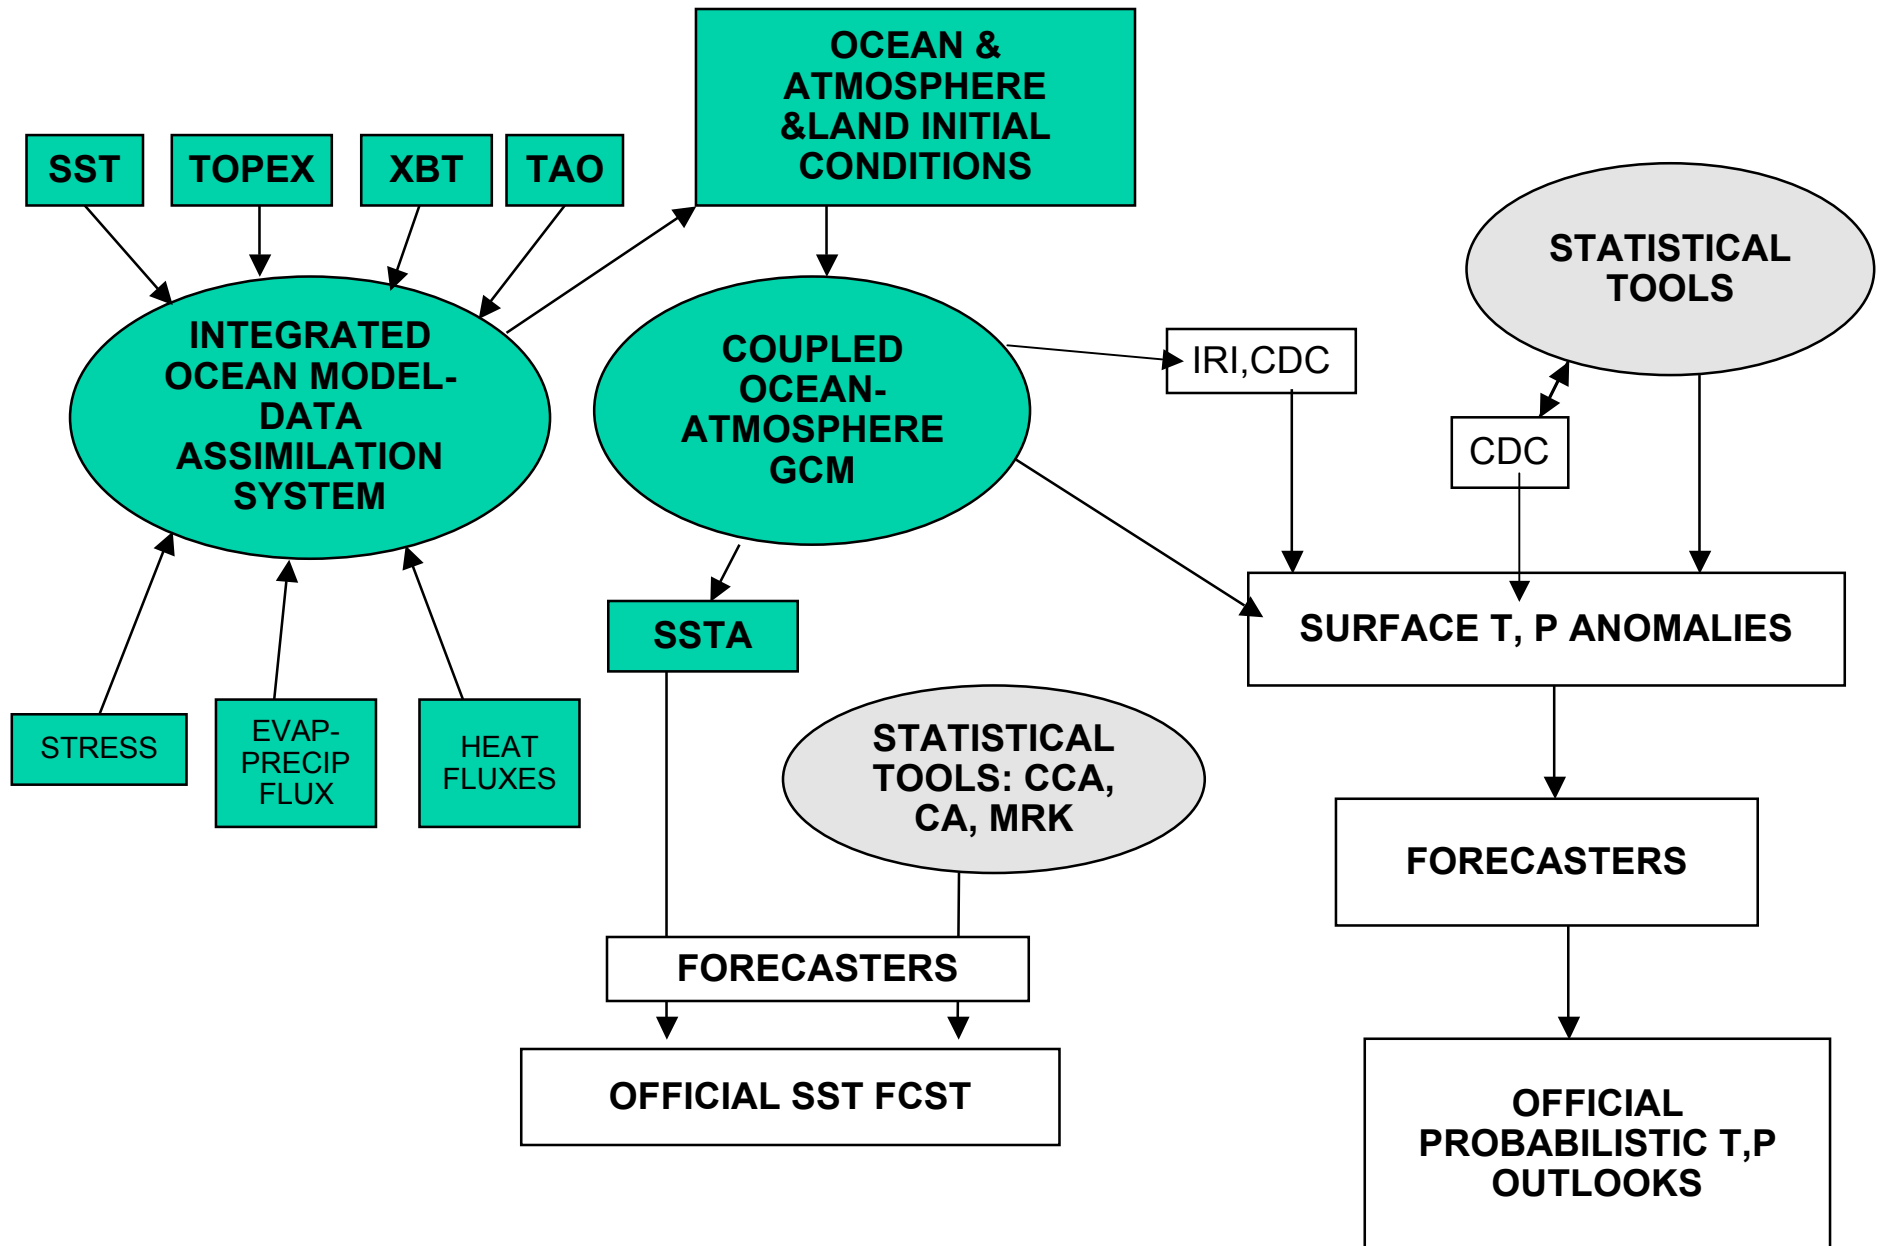 OCEAN &
ATMOSPHERE
&LAND INITIAL
CONDITIONS
SST
TOPEX
XBT
TAO
STATISTICAL
TOOLS
INTEGRATED
OCEAN MODEL-
DATA
ASSIMILATION
SYSTEM
COUPLED
OCEAN-
ATMOSPHERE
GCM
IRI,CDC
CDC
SSTA
SURFACE T, P ANOMALIES
STRESS
EVAP-
PRECIP
FLUX
HEAT
FLUXES
STATISTICAL
TOOLS: CCA,
CA, MRK
FORECASTERS
FORECASTERS
OFFICIAL SST FCST
OFFICIAL
PROBABILISTIC T,P
OUTLOOKS